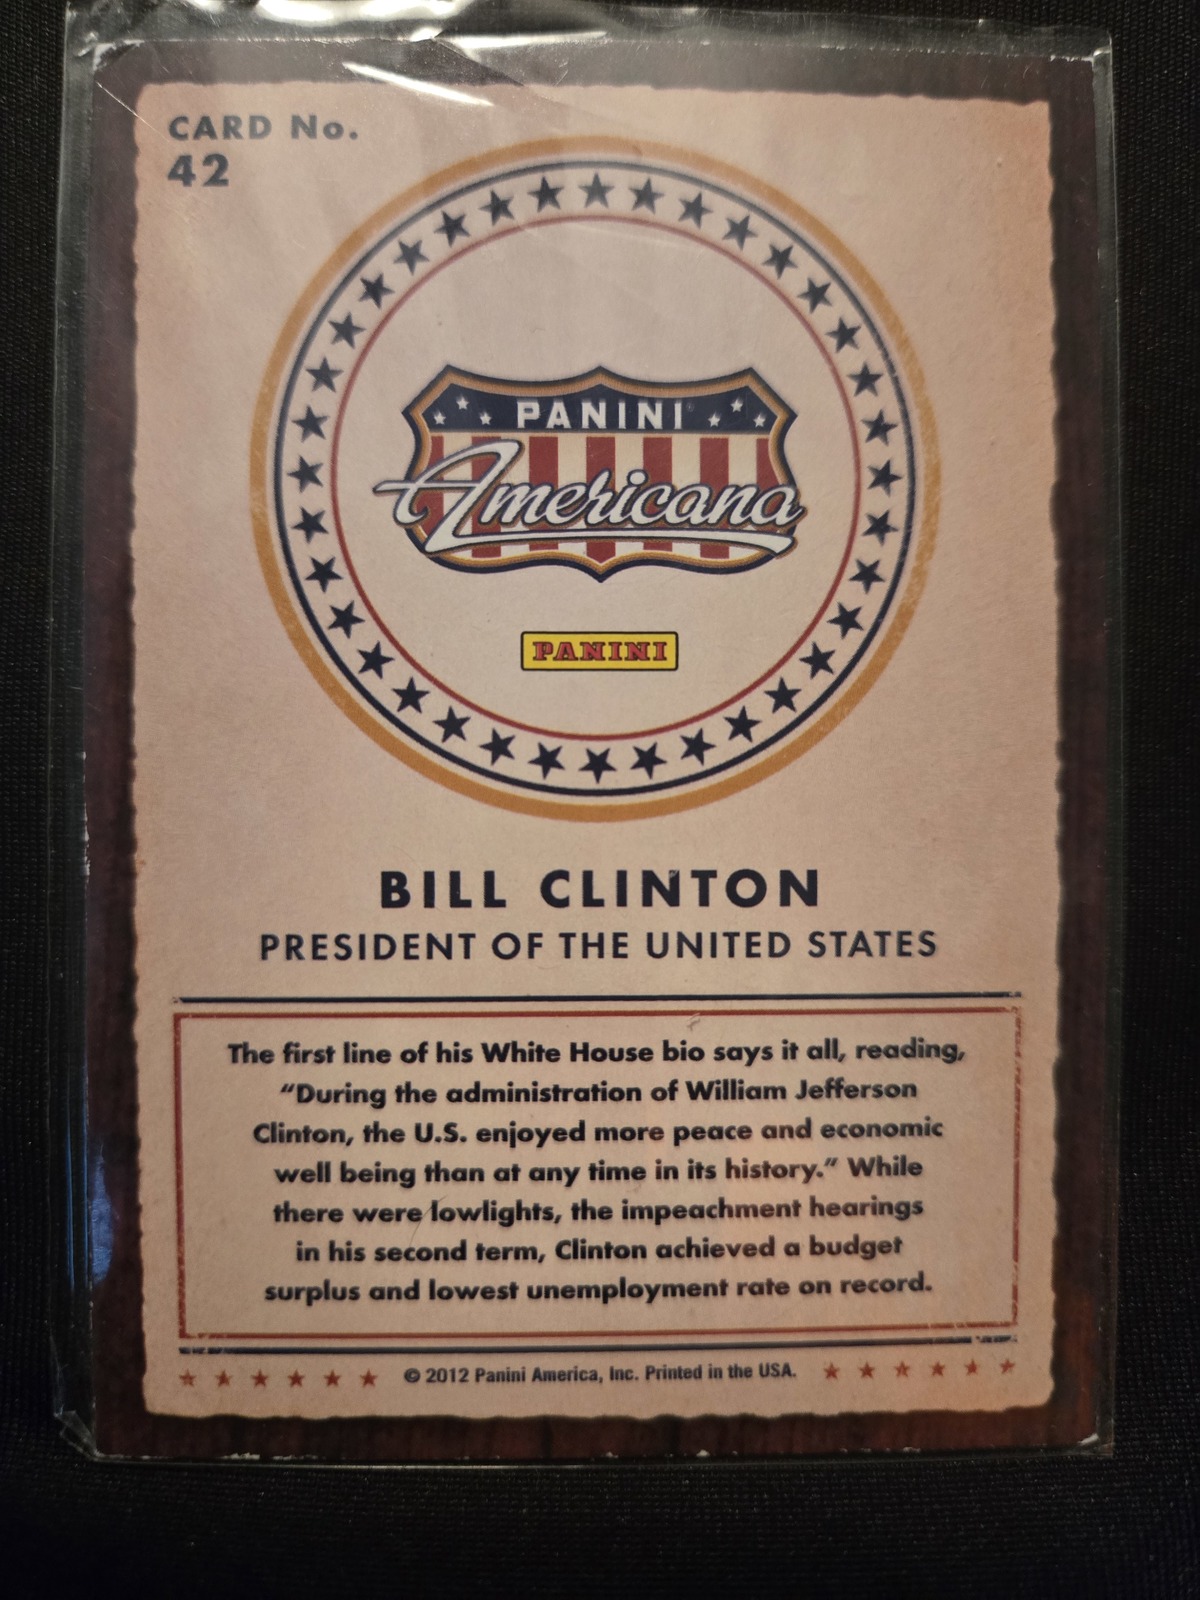 CARD No.
42
PANINI
Americana
PANINI
BILL CLINTON
PRESIDENT OF THE UNITED STATES
The first line of his White House bio says it all, reading,
“During the administration of William Jefferson
Clinton, the U.S. enjoyed more peace and economic
well being than at any time in its history.” While
there were lowlights, the impeachment hearings
in his second term, Clinton achieved a budget
surplus and lowest unemployment rate on record.
© 2012 Panini America, Inc. Printed in the USA.